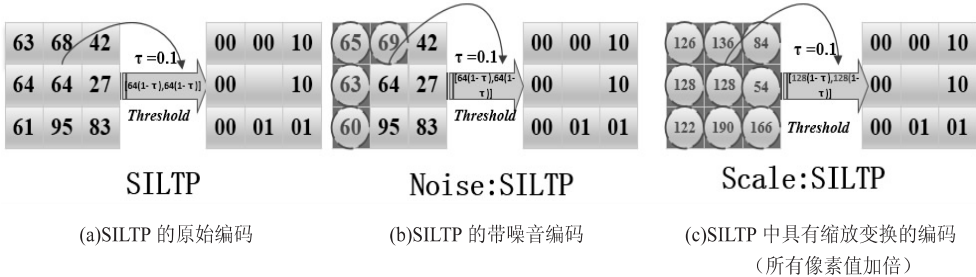 63 68 42
64 64 27
61 95 83
τ=0.1
[64(1-τ),64(1-τ)]
Threshold
00 00 10
00 10
00 01 01
SILTP
(a)SILTP 的原始编码
65 69 42
63 64 27
60 95 83
τ=0.1
[64(1-τ),64(1-
τ)]
Threshold
00 00 10
00 10
00 01 01
Noise:SILTP
(b)SILTP 的带噪音编码
126 136 84
128 128 54
122 190 166
τ=0.1
[128(1-τ),128(1-
τ)]
Threshold
00 00 10
00 10
00 01 01
Scale:SILTP
(c)SILTP 中具有缩放变换的编码
（所有像素值加倍）